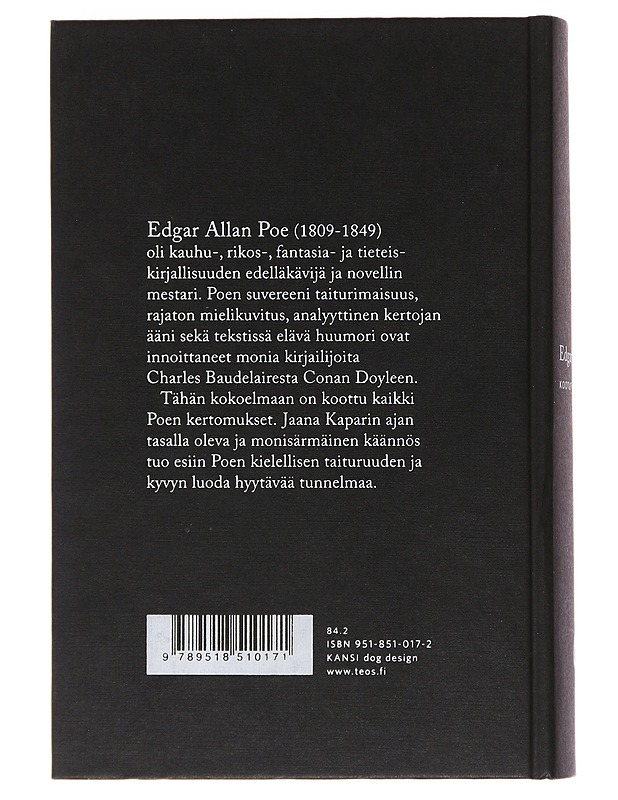 Edgar Allan Poe (1809-1849)
oli kauhu-, rikos-, fantasia- ja tieteis-
kirjallisuuden edelläkävijä ja novellin
mestari. Poen suvereeni taiturimaisuus,
rajaton mielikuvitus, analyyttinen kertojan
ääni sekä tekstissä elävä huumori ovat
innoittaneet monia kirjailijoita
Charles Baudelairesta Conan Doyleen.
Tähän kokoelmaan on koottu kaikki
Poen kertomukset. Jaana Kaparin ajan
tasalla oleva ja monisärmäinen käännös
tuo esiin Poen kielellisen taituruuden ja
kyvyn luoda hyytävää tunnelmaa.
9 789518 510171
84.2
ISBN 951-851-017-2
KANSI dog design
www.teos.fi